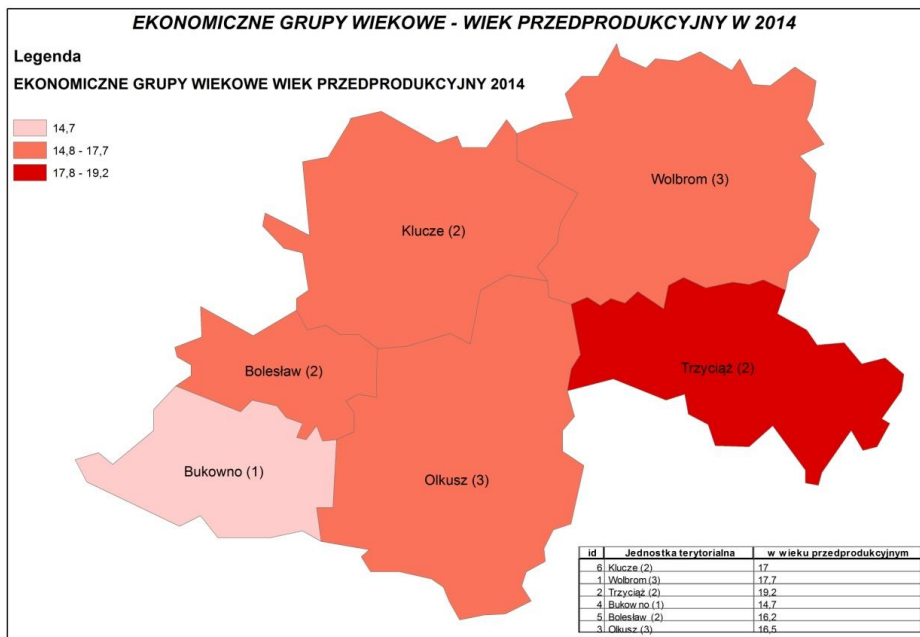 EKONOMICZNE GRUPY WIEKOWE - WIEK PRZEDPRODUKCYJNY W 2014
Legenda
EKONOMICZNE GRUPY WIEKOWE WIEK PRZEDPRODUKCYJNY 2014
14,7
14,8 - 17,7
17,8 - 19,2
Wolbrom (3)
Klucze (2)
Bolesław (2)
Trzyciąż (2)
Bukowno (1)
Olkusz (3)
id Jednostka terytorialna w wieku przedprodukcyjnym
6 Klucze (2) 17
1 Wolbrom (3) 17,7
2 Trzyciąż (2) 19,2
4 Bukowno (1) 14,7
5 Bolesław (2) 16,2
3 Olkusz (3) 16,5